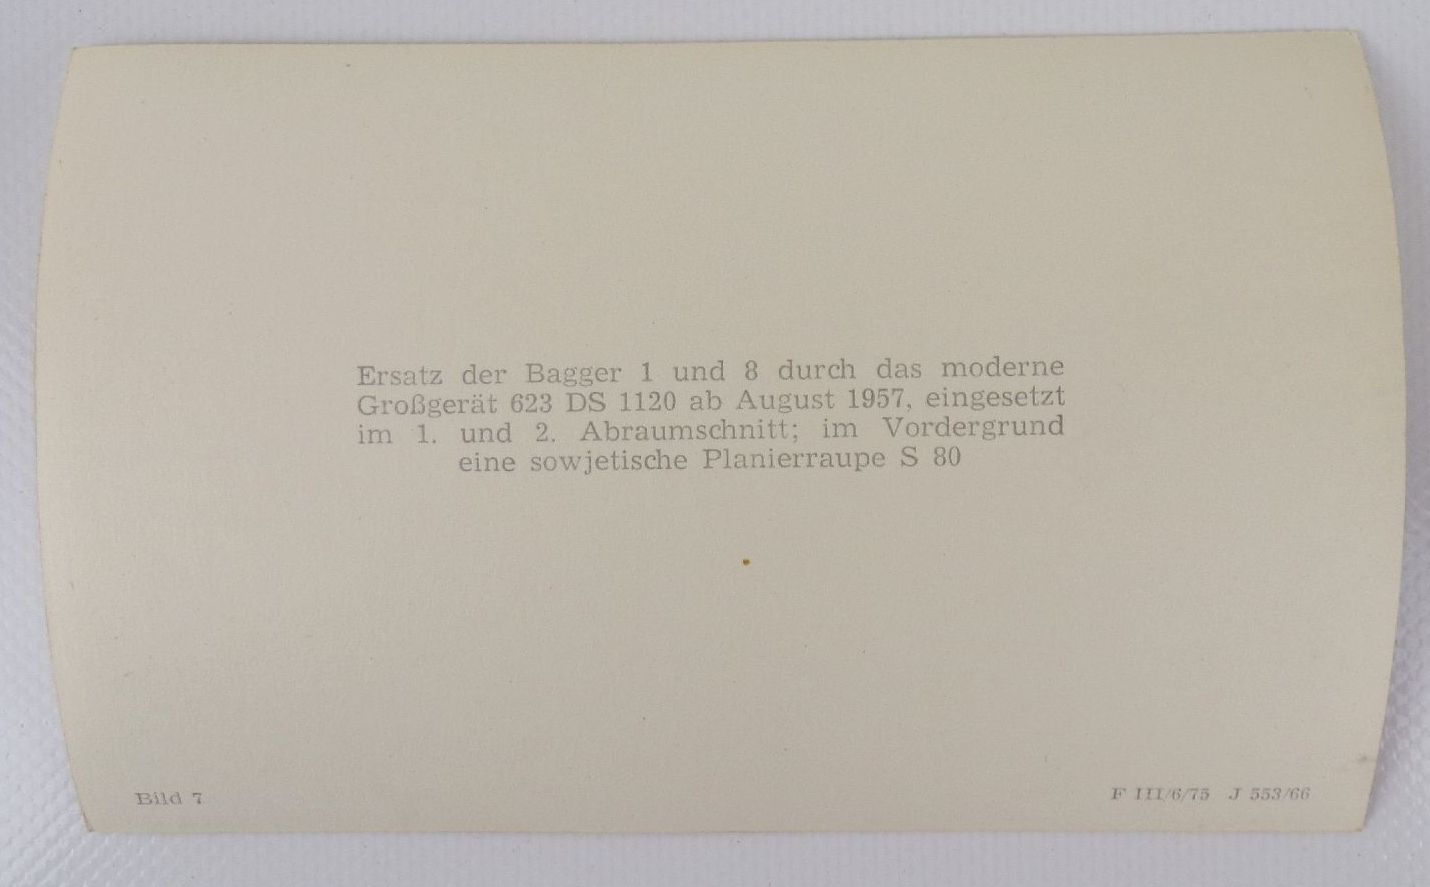 Ersatz der Bagger 1 und 8 durch das moderne
Großgerät 623 DS 1120 ab August 1957, eingesetzt
im 1. und 2. Abraumschnitt; im Vordergrund
eine sowjetische Planierraupe S 80
Bild 7
F III/6/75 J 553/66